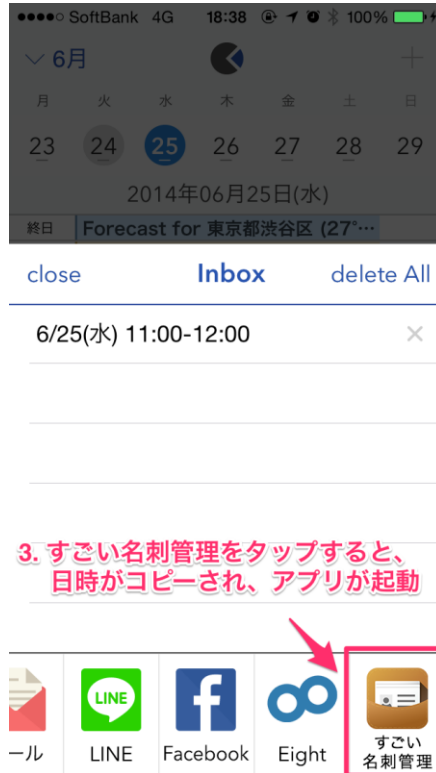 SoftBank 4G 18:38 100%
6月
月 火 水 木 金 土 日
23 24 25 26 27 28 29
2014年06月25日(水)
終日 Forecast for 東京都渋谷区 (27°…
close Inbox delete All
6/25(水) 11:00-12:00
3. すごい名刺管理をタップすると、
日時がコピーされ、アプリが起動
LINE
ール LINE Facebook Eight すごい
名刺管理